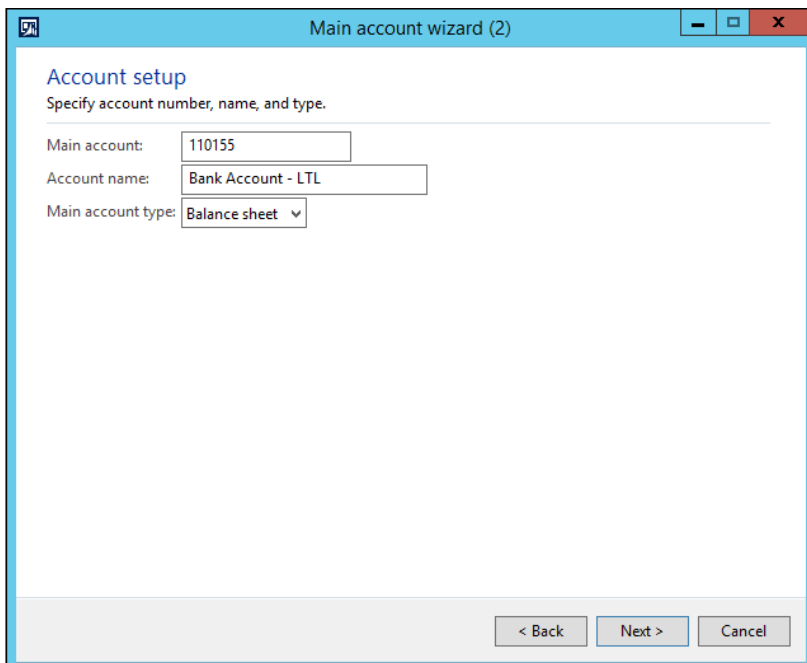 Main account wizard (2)
Account setup
Specify account number, name, and type.
Main account: 110155
Account name: Bank Account - LTL
Main account type: Balance sheet
< Back Next > Cancel